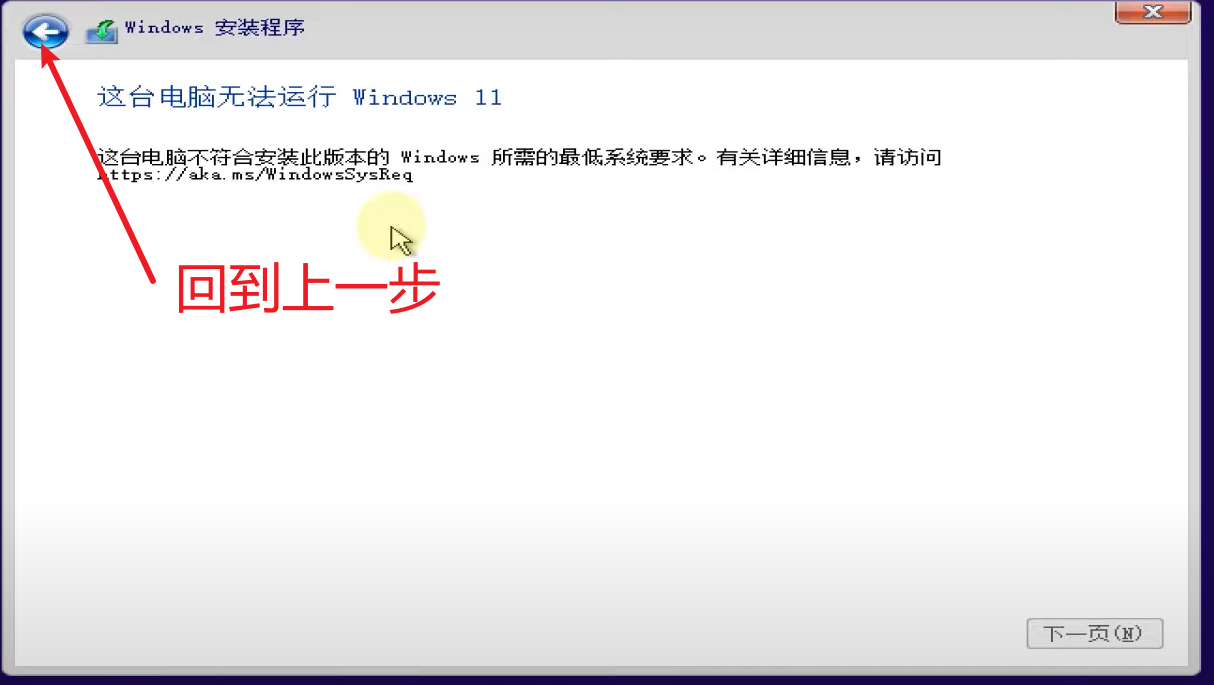 Windows 安装程序
这台电脑无法运行 Windows 11
这台电脑不符合安装此版本的 Windows 所需的最低系统要求。有关详细信息，请访问
https://aka.ms/WindowsSysReq
回到上一步
下一页(N)